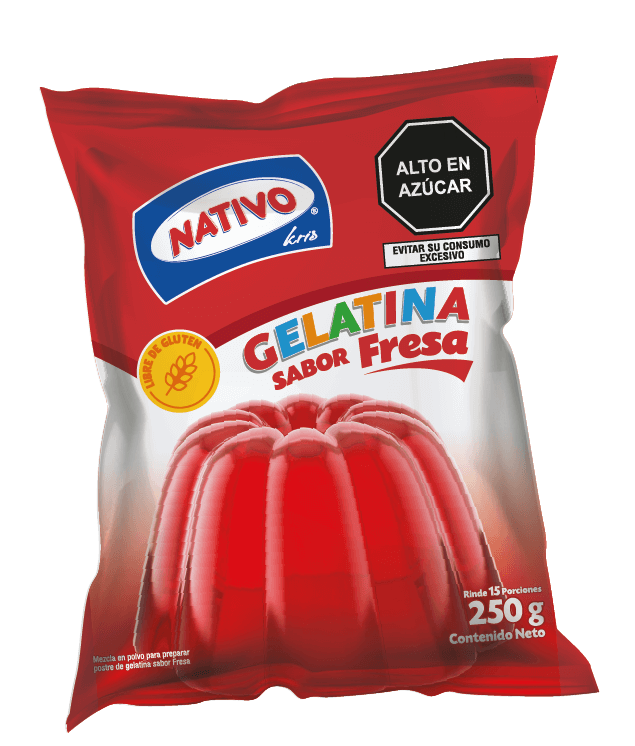 ALTO EN
AZÚCAR
EVITAR SU CONSUMO
EXCESIVO
NATIVO®
kris
GELATINA
SABOR Fresa
LIBRE DE GLUTEN
Rinde 15 Porciones
250 g
Contenido Neto
Mezcla en polvo para preparar
postre de gelatina sabor Fresa